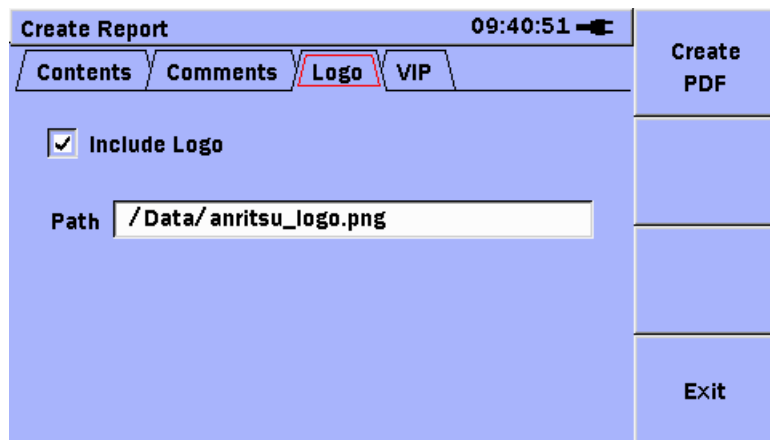 Create Report 09:40:51
Contents Comments Logo VIP
Include Logo
Path /Data/anritsu_logo.png
Create
PDF
Exit